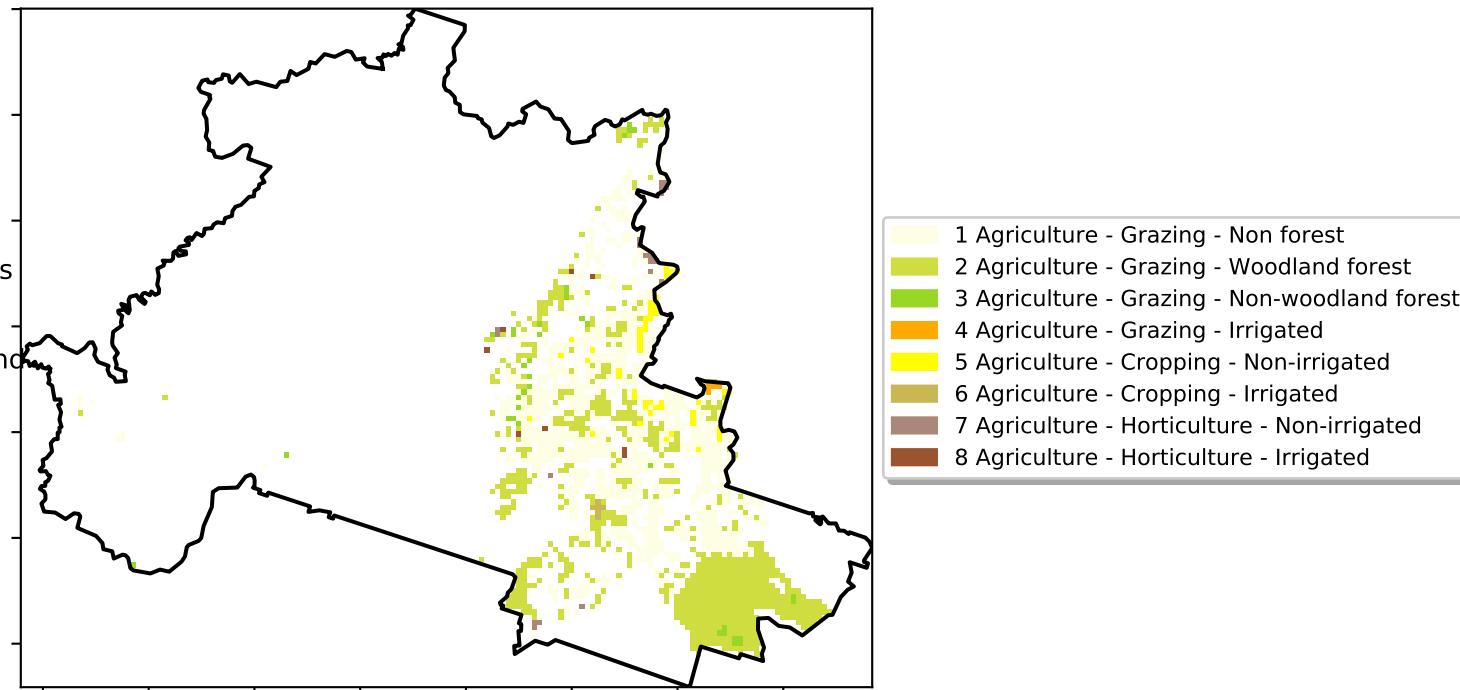 1 Agriculture - Grazing - Non forest
2 Agriculture - Grazing - Woodland forest
3 Agriculture - Grazing - Non-woodland forest
4 Agriculture - Grazing - Irrigated
5 Agriculture - Cropping - Non-irrigated
6 Agriculture - Cropping - Irrigated
7 Agriculture - Horticulture - Non-irrigated
8 Agriculture - Horticulture - Irrigated